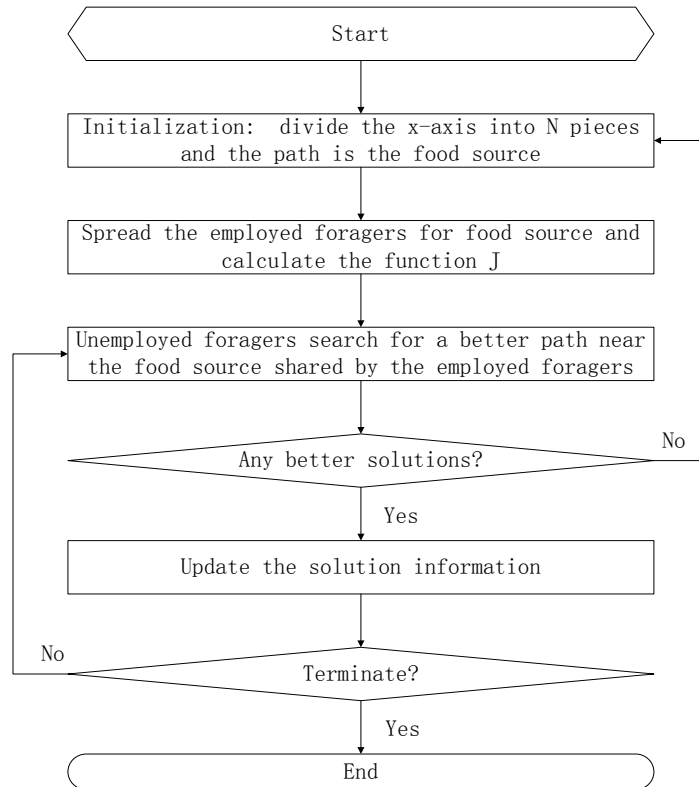 Start
Initialization: divide the x-axis into N pieces
and the path is the food source
Spread the employed foragers for food source and
calculate the function J
Unemployed foragers search for a better path near
the food source shared by the employed foragers
Any better solutions?
No
Yes
Update the solution information
No
Terminate?
Yes
End